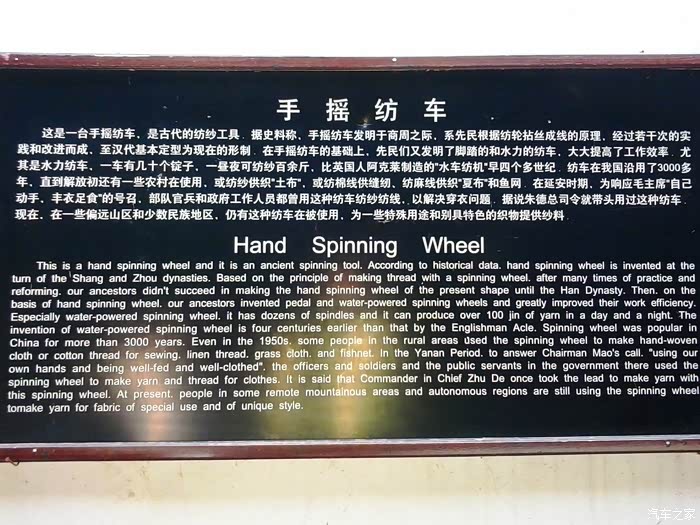 手摇纺车
这是一台手摇纺车，是古代的纺纱工具．据史料称，手摇纺车发明于商周之际，系先民根据纺轮拈丝成线的原理，经过若干次的实
践和改进而成，至汉代基本定型为现在的形制．在手摇纺车的基础上，先民们又发明了脚踏的和水力的纺车，大大提高了工作效率．尤
其是水力纺车，一车有几十个锭子，一昼夜可纺纱百余斤，比英国人阿克莱制造的"水车纺机"早四个多世纪．纺车在我国沿用了3000多
年，直到解放初还有一些农村在使用，或纺纱供织"土布"，或纺棉线供缝纫、纺麻线供织"夏布"和鱼网．在延安时期，为响应毛主席"自己
动手，丰衣足食"的号召，部队官兵和政府工作人员都曾用这种纺车纺纱纺线，以解决穿衣问题．据说朱德总司令就带头用过这种纺车．
现在，在一些偏远山区和少数民族地区，仍有这种纺车在被使用，为一些特殊用途和别具特色的织物提供纱料．
Hand Spinning Wheel
This is a hand spinning wheel and it is an ancient spinning tool. According to historical data. hand spinning wheel is invented at the
turn of the Shang and Zhou dynasties. Based on the principle of making thread with a spinning wheel. after many times of practice and
reforming. our ancestors didn't succeed in making the hand spinning wheel of the present shape until the Han Dynasty. Then. on the
basis of hand spinning wheel. our ancestors invented pedal and water-powered spinning wheels and greatly improved their work efficiency.
Especially water-powered spinning wheel. it has dozens of spindles and it can produce over 100 jin of yarn in a day and a night. The
invention of water-powered spinning wheel is four centuries earlier than that by the Englishman Acle. Spinning wheel was popular in
China for more than 3000 years. Even in the 1950s. some people in the rural areas used the spinning wheel to make hand-woven
cloth or cotton thread for sewing. linen thread. grass cloth. and fishnet. In the Yanan Period. to answer Chairman Mao's call. "using our
own hands and being well-fed and well-clothed". the officers and soldiers and the public servants in the government there used the
spinning wheel to make yarn and thread for clothes. It is said that Commander in Chief Zhu De once took the lead to make yarn with
this spinning wheel. At present. people in some remote mountainous areas and autonomous regions are still using the spinning wheel
tomake yarn for fabric of special use and of unique style.
汽车之家